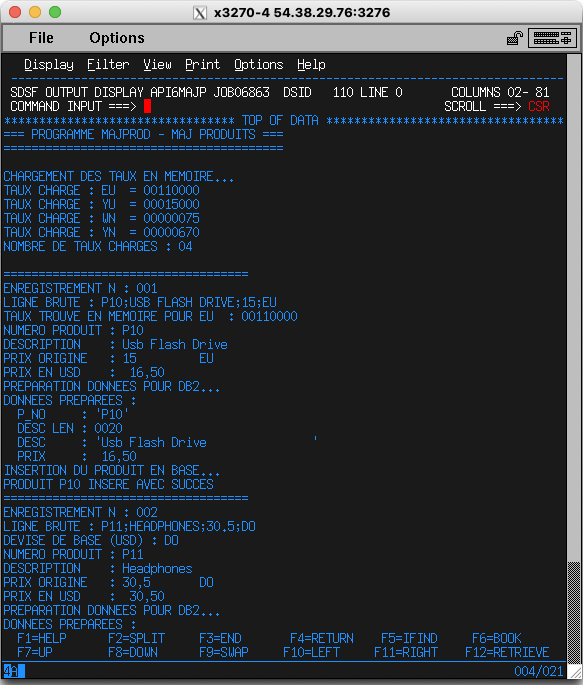 x3270-4 54.38.29.76:3276
File Options
Display Filter View Print Options Help
SDSF OUTPUT DISPLAY API6MAJP JOB06863 DSID 110 LINE 0 COLUMNS 02- 81
COMMAND INPUT ===> SCROLL ===> CSR
********************************* TOP OF DATA **********************************
=== PROGRAMME MAJPROD - MAJ PRODUITS ===
========================================
CHARGEMENT DES TAUX EN MEMOIRE...
TAUX CHARGE : EU = 00110000
TAUX CHARGE : YU = 00015000
TAUX CHARGE : WN = 00000075
TAUX CHARGE : YN = 00000670
NOMBRE DE TAUX CHARGES : 04
===================================
ENREGISTREMENT N : 001
LIGNE BRUTE : P10;USB FLASH DRIVE;15;EU
TAUX TROUVE EN MEMOIRE POUR EU : 00110000
NUMERO PRODUIT : P10
DESCRIPTION : Usb Flash Drive
PRIX ORIGINE : 15 EU
PRIX EN USD : 16,50
PREPARATION DONNEES POUR DB2...
DONNEES PREPAREES :
P_NO : 'P10'
DESC LEN : 0020
DESC : 'Usb Flash Drive '
PRIX : 16,50
INSERTION DU PRODUIT EN BASE...
PRODUIT P10 INSERE AVEC SUCCES
===================================
ENREGISTREMENT N : 002
LIGNE BRUTE : P11;HEADPHONES;30.5;DO
DEVISE DE BASE (USD) : DO
NUMERO PRODUIT : P11
DESCRIPTION : Headphones
PRIX ORIGINE : 30,5 DO
PRIX EN USD : 30,50
PREPARATION DONNEES POUR DB2...
DONNEES PREPAREES :
F1=HELP F2=SPLIT F3=END F4=RETURN F5=IFIND F6=BOOK
F7=UP F8=DOWN F9=SWAP F10=LEFT F11=RIGHT F12=RETRIEVE
4A 004/021